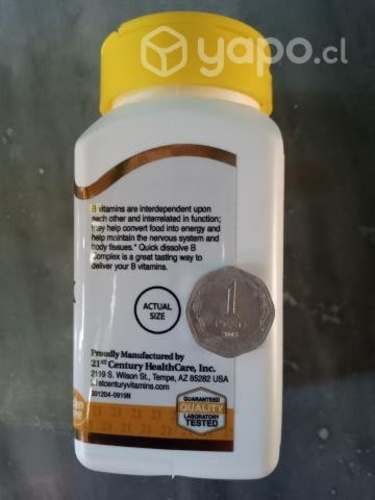 yapo.cl
B vitamins are interdependent upon
each other and interrelated in function;
they help convert food into energy and
help maintain the nervous system and
body tissues.* Quick dissolve B
Complex is a great tasting way to
deliver your B vitamins.
ACTUAL
SIZE
1
PESO
Proudly Manufactured by
21ST Century HealthCare, Inc.
2119 S. Wilson St., Tempe, AZ 85282 USA
21stcenturyvitamins.com
GUARANTEED
QUALITY
LABORATORY
TESTED